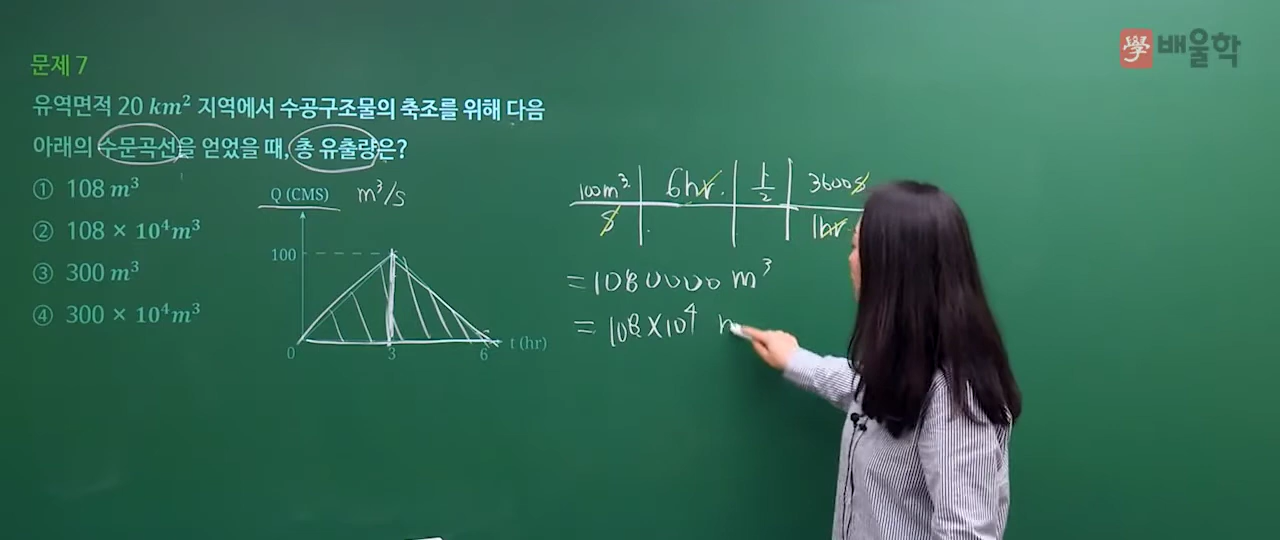 學 배울학
문제 7
유역면적 20 km² 지역에서 수공구조물의 축조를 위해 다음
아래의 수문곡선을 얻었을 때, 총 유출량은?
① 108 m³
② 108 × 10⁴m³
③ 300 m³
④ 300 × 10⁴m³
Q (CMS) m³/s
100
0 3 6 t (hr)
100m³ 6hr. 1/2 3600s
s 1hr
= 1080000 m³
= 108×10⁴ m